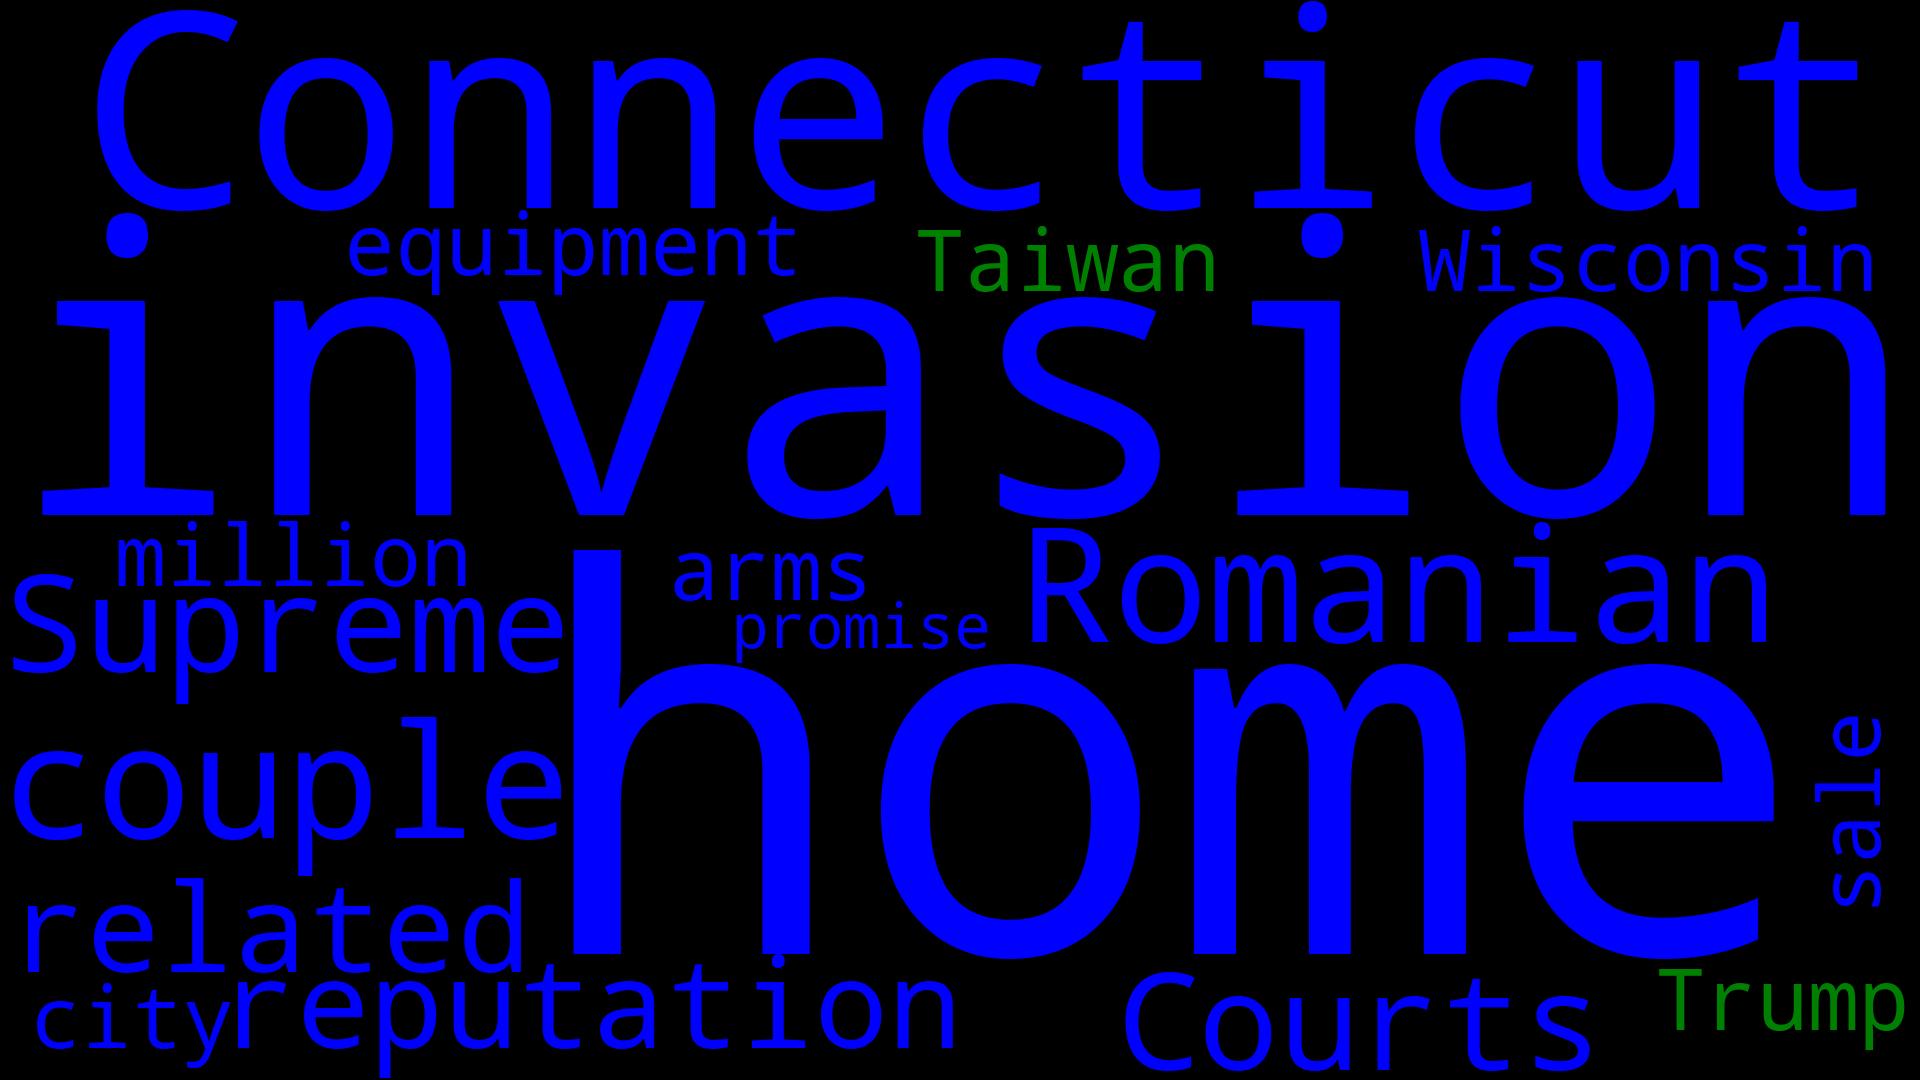 Connecticut
equipment Taiwan Wisconsin
invasion
million arms Romanian
Supreme promise
home
couple sale
related
city reputation Courts Trump